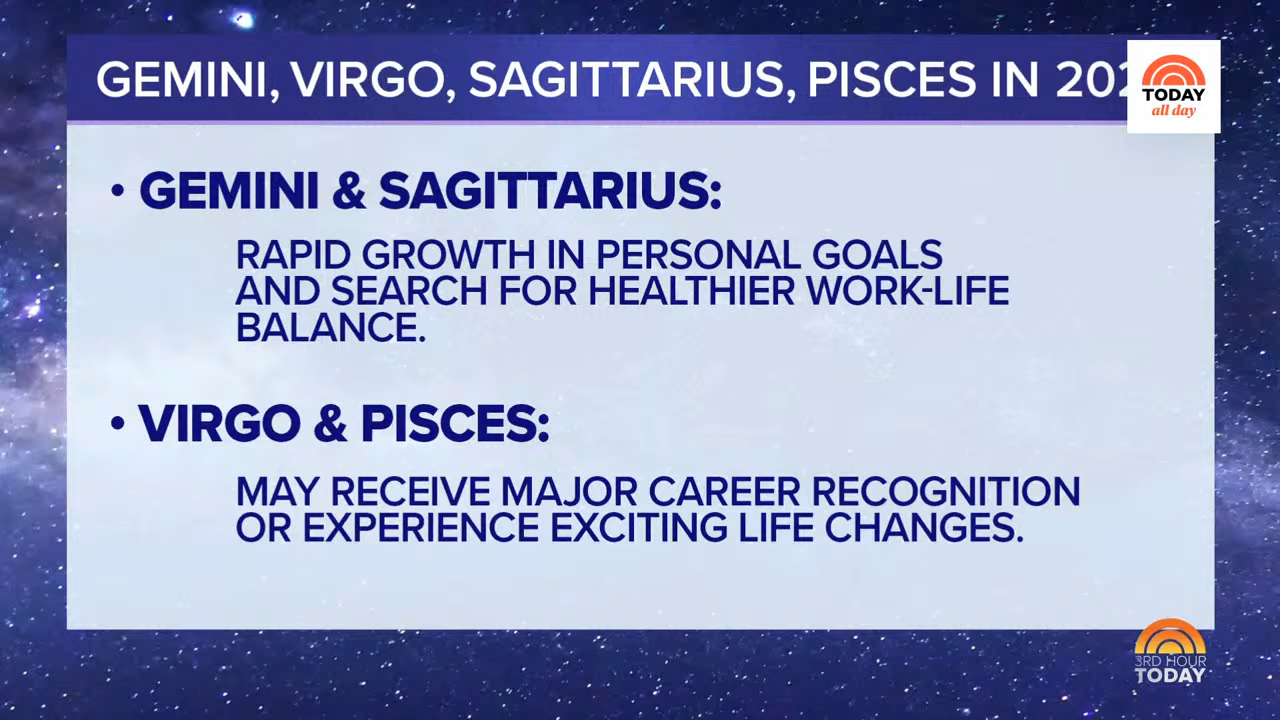 GEMINI, VIRGO, SAGITTARIUS, PISCES IN
TODAY
all day
• GEMINI & SAGITTARIUS:
RAPID GROWTH IN PERSONAL GOALS
AND SEARCH FOR HEALTHIER WORK-LIFE
BALANCE.
• VIRGO & PISCES:
MAY RECEIVE MAJOR CAREER RECOGNITION
OR EXPERIENCE EXCITING LIFE CHANGES.
3RD HOUR
TODAY